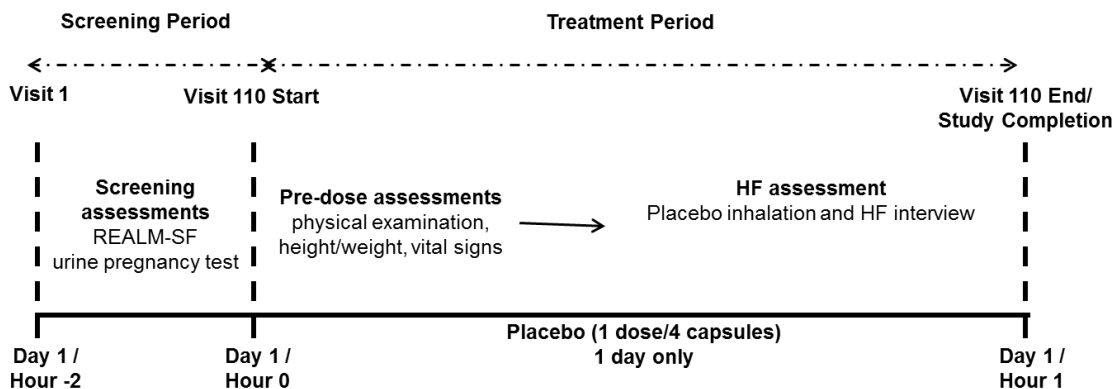 Screening Period
Treatment Period
Visit 1
Visit 110 Start
Visit 110 End/
Study Completion
Screening
assessments
REALM-SF
urine pregnancy test
Pre-dose assessments
physical examination,
height/weight, vital signs
HF assessment
Placebo inhalation and HF interview
Placebo (1 dose/4 capsules)
1 day only
Day 1 /
Hour -2
Day 1 /
Hour 0
Day 1 /
Hour 1